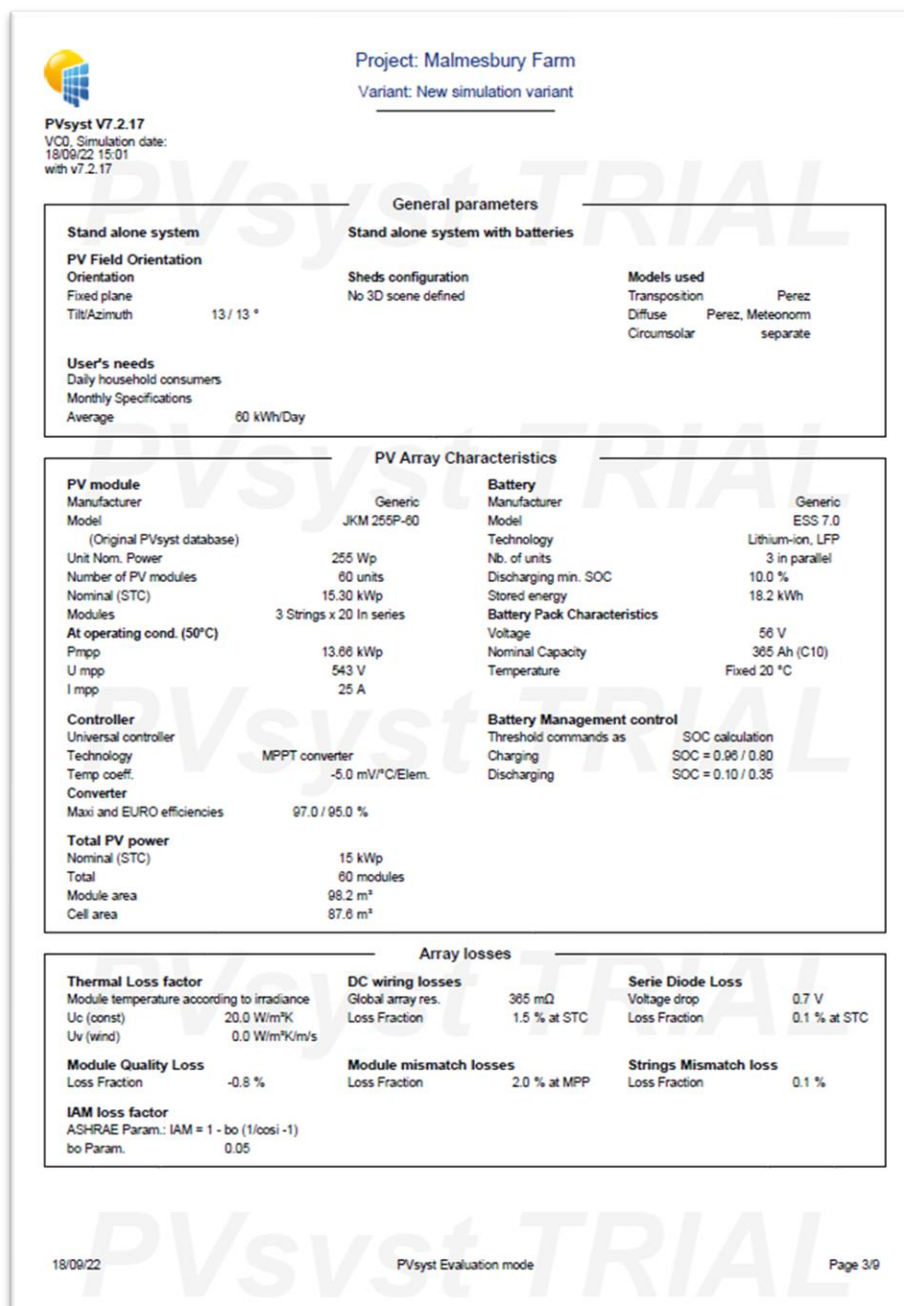 Project: Malmesbury Farm
Variant: New simulation variant
PVsyst V7.2.17
VC0, Simulation date:
18/09/22 15:01
with v7.2.17
PVsyst TRIAL
General parameters
Stand alone system Stand alone system with batteries
PV Field Orientation
Orientation Sheds configuration Models used
Fixed plane No 3D scene defined Transposition Perez
Tilt/Azimuth 13 / 13 ° Diffuse Perez, Meteonorm
Circumsolar separate
User's needs
Daily household consumers
Monthly Specifications
Average 60 kWh/Day
PVsyst TRIAL
PV Array Characteristics
PV module Battery
Manufacturer Generic Manufacturer Generic
Model JKM 255P-60 Model ESS 7.0
(Original PVsyst database) Technology Lithium-ion, LFP
Unit Nom. Power 255 Wp Nb. of units 3 in parallel
Number of PV modules 60 units Discharging min. SOC 10.0 %
Nominal (STC) 15.30 kWp Stored energy 18.2 kWh
Modules 3 Strings x 20 In series Battery Pack Characteristics
At operating cond. (50°C) Voltage 56 V
Pmpp 13.66 kWp Nominal Capacity 365 Ah (C10)
U mpp 543 V Temperature Fixed 20 °C
I mpp 25 A
PVsyst TRIAL
Controller Battery Management control
Universal controller Threshold commands as SOC calculation
Technology MPPT converter Charging SOC = 0.96 / 0.80
Temp coeff. -5.0 mV/°C/Elem. Discharging SOC = 0.10 / 0.35
Converter
Maxi and EURO efficiencies 97.0 / 95.0 %
Total PV power
Nominal (STC) 15 kWp
Total 60 modules
Module area 98.2 m²
Cell area 87.6 m²
PVsyst TRIAL
Array losses
Thermal Loss factor DC wiring losses Serie Diode Loss
Module temperature according to irradiance Global array res. 365 mΩ Voltage drop 0.7 V
Uc (const) 20.0 W/m²K Loss Fraction 1.5 % at STC Loss Fraction 0.1 % at STC
Uv (wind) 0.0 W/m²K/m/s
Module Quality Loss Module mismatch losses Strings Mismatch loss
Loss Fraction -0.8 % Loss Fraction 2.0 % at MPP Loss Fraction 0.1 %
IAM loss factor
ASHRAE Param.: IAM = 1 - bo (1/cosi -1)
bo Param. 0.05
PVsyst TRIAL
18/09/22 PVsyst Evaluation mode Page 3/9